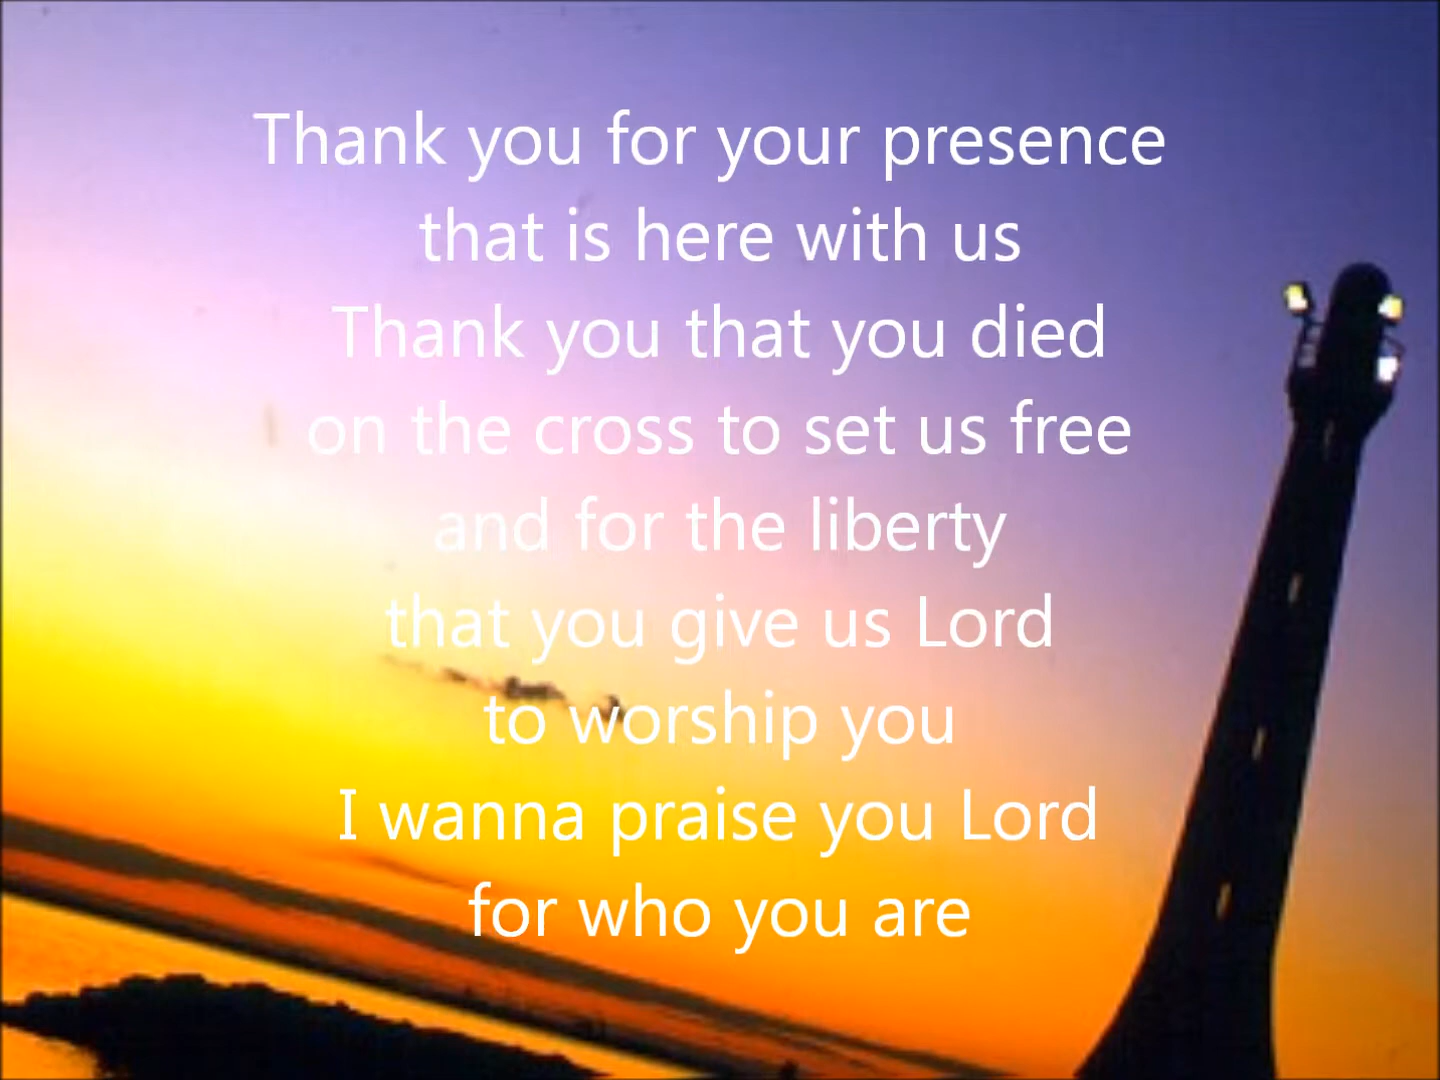 Thank you for your presence
that is here with us
Thank you that you died
on the cross to set us free
and for the liberty
that you give us Lord
to worship you
I wanna praise you Lord
for who you are